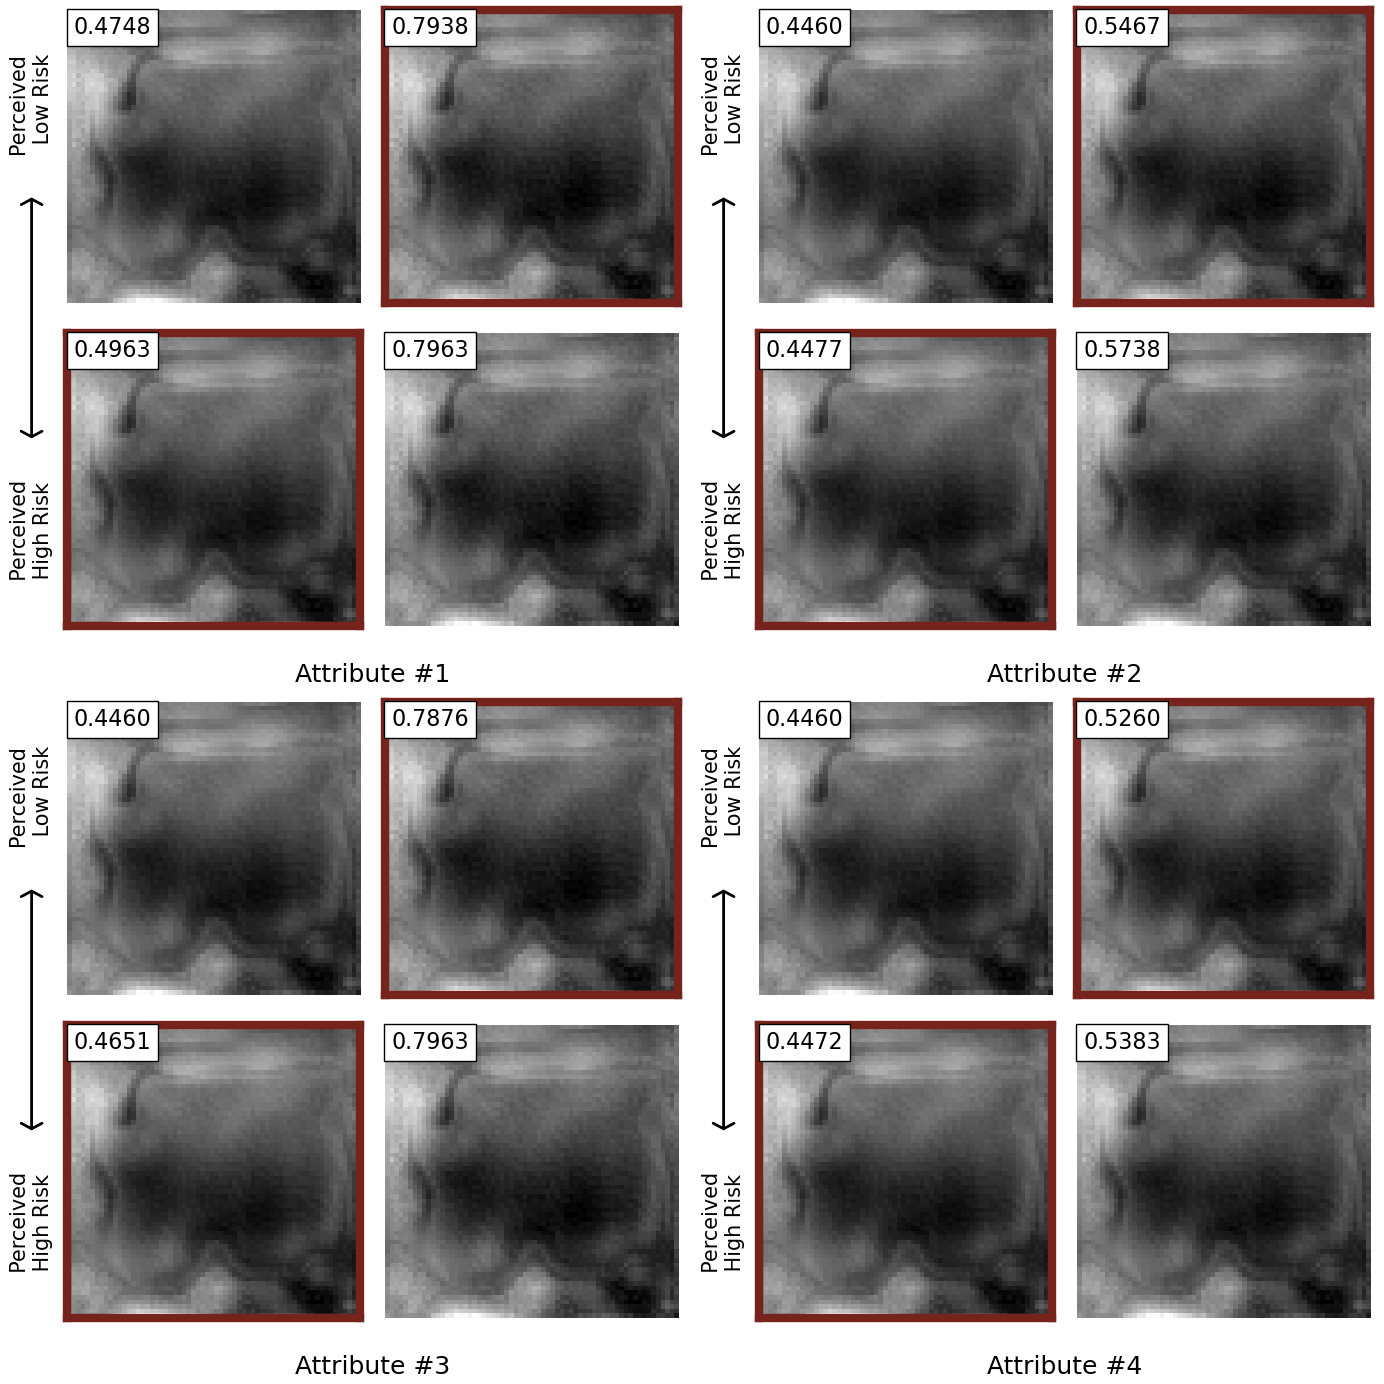 0.4748
0.7938
Perceived
Low Risk
0.4963
0.7963
Perceived
High Risk
Attribute #1
0.4460
0.5467
Perceived
Low Risk
0.4477
0.5738
Perceived
High Risk
Attribute #2
0.4460
0.7876
Perceived
Low Risk
0.4651
0.7963
Perceived
High Risk
Attribute #3
0.4460
0.5260
Perceived
Low Risk
0.4472
0.5383
Perceived
High Risk
Attribute #4